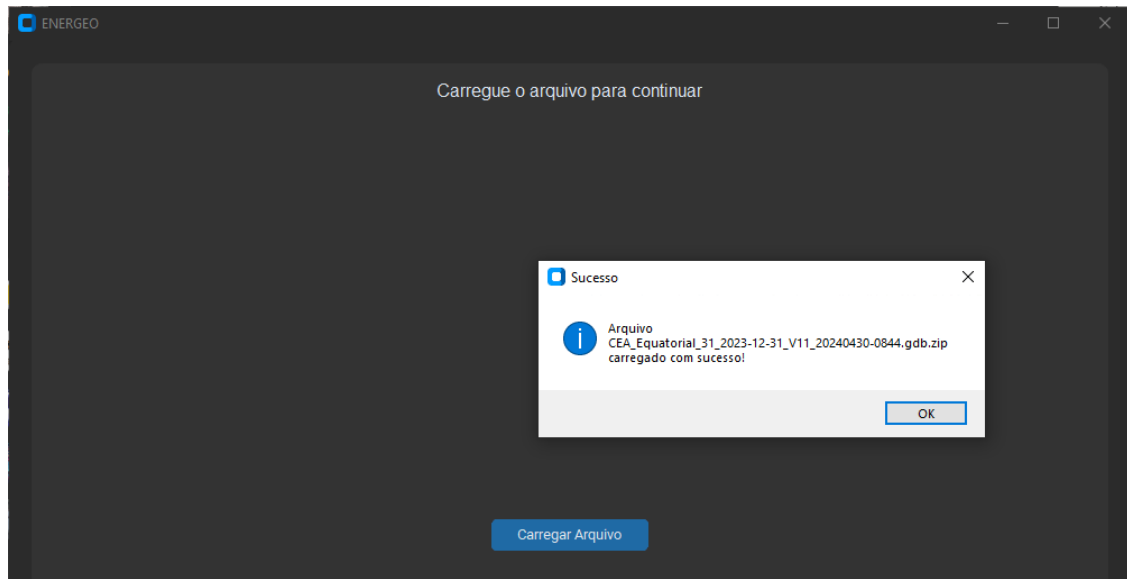 ENERGEO
Carregue o arquivo para continuar
Sucesso
Arquivo
CEA_Equatorial_31_2023-12-31_V11_20240430-0844.gdb.zip
carregado com sucesso!
OK
Carregar Arquivo